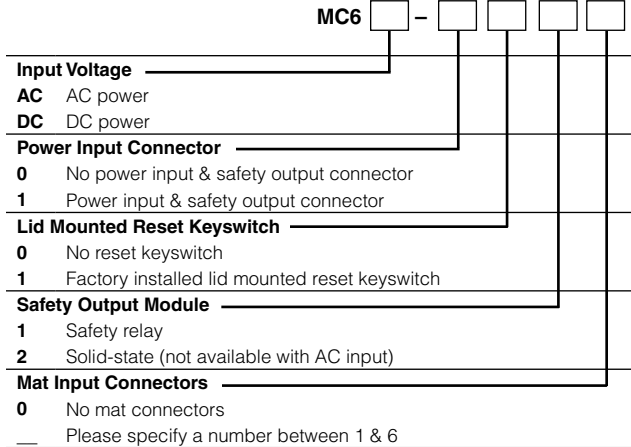 MC6 –
Input Voltage
AC AC power
DC DC power
Power Input Connector
0 No power input & safety output connector
1 Power input & safety output connector
Lid Mounted Reset Keyswitch
0 No reset keyswitch
1 Factory installed lid mounted reset keyswitch
Safety Output Module
1 Safety relay
2 Solid-state (not available with AC input)
Mat Input Connectors
0 No mat connectors
__ Please specify a number between 1 & 6